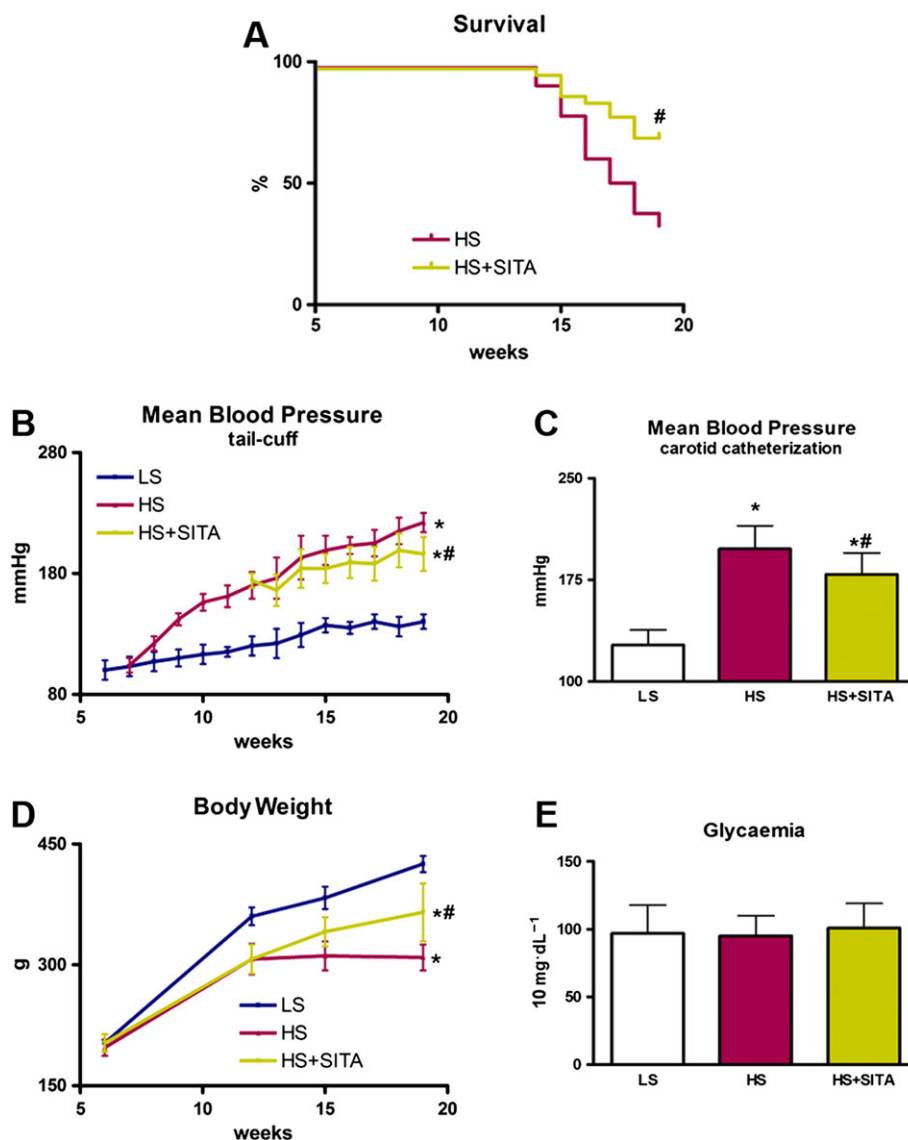 A
Survival
100
50
0
%
#
HS
HS+SITA
5
10
15
20
weeks
B
Mean Blood Pressure
tail-cuff
280
180
80
mmHg
LS
HS
HS+SITA
*
*#
5
10
15
20
weeks
C
Mean Blood Pressure
carotid catheterization
250
175
100
mmHg
*
*#
LS
HS
HS+SITA
D
Body Weight
450
300
150
g
*#
*
LS
HS
HS+SITA
5
10
15
20
weeks
E
Glycaemia
150
100
50
0
10 mg·dL⁻¹
LS
HS
HS+SITA